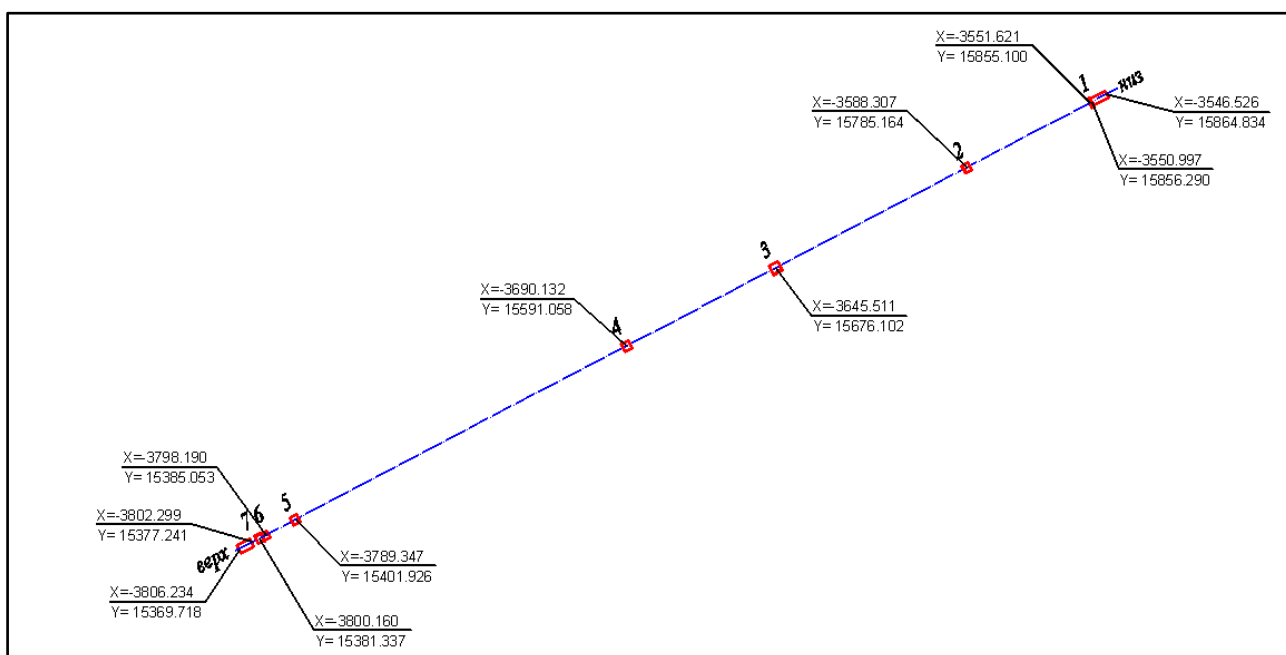 X=-3551.621
Y= 15855.100
1
низ
X=-3546.526
Y= 15864.834
X=-3588.307
Y= 15785.164
2
X=-3550.997
Y= 15856.290
3
X=-3690.132
Y= 15591.058
X=-3645.511
Y= 15676.102
4
X=-3798.190
Y= 15385.053
5
7 6
X=-3802.299
Y= 15377.241
верх
X=-3789.347
Y= 15401.926
X=-3806.234
Y= 15369.718
X=-3800.160
Y= 15381.337